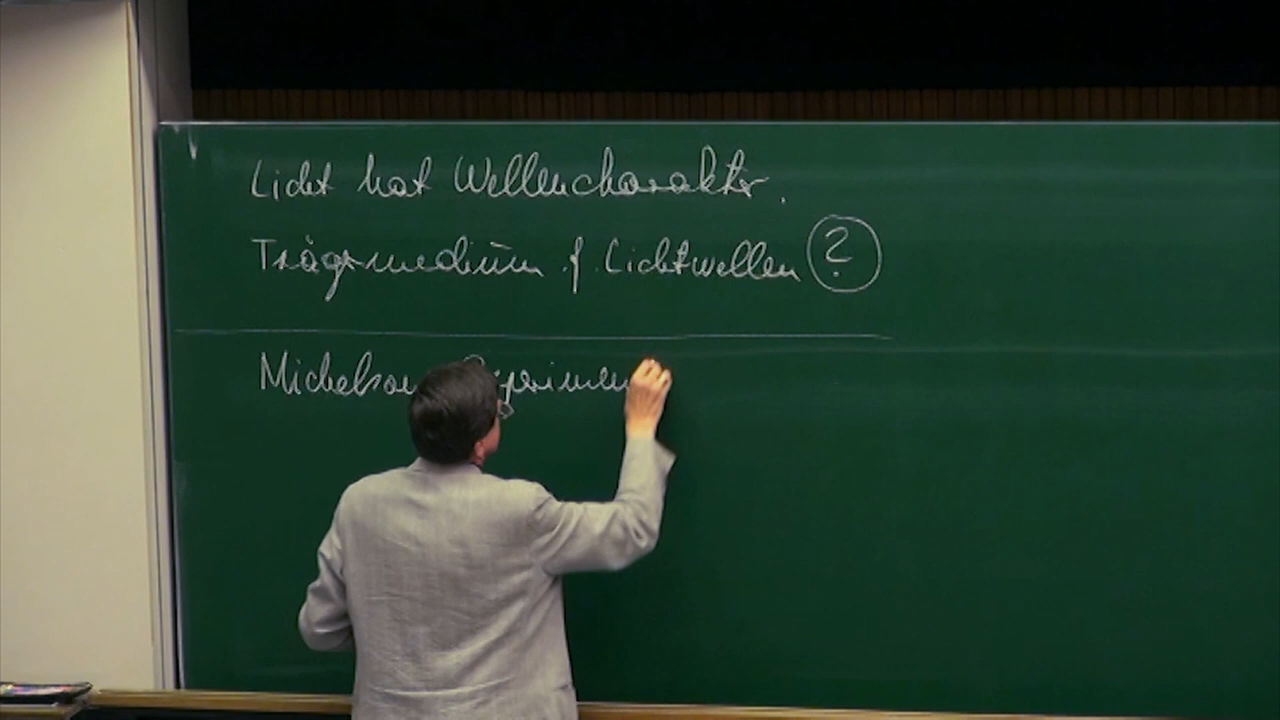 Licht hat Wellencharakter.
Trägermedium f. Lichtwellen ?
Michelson